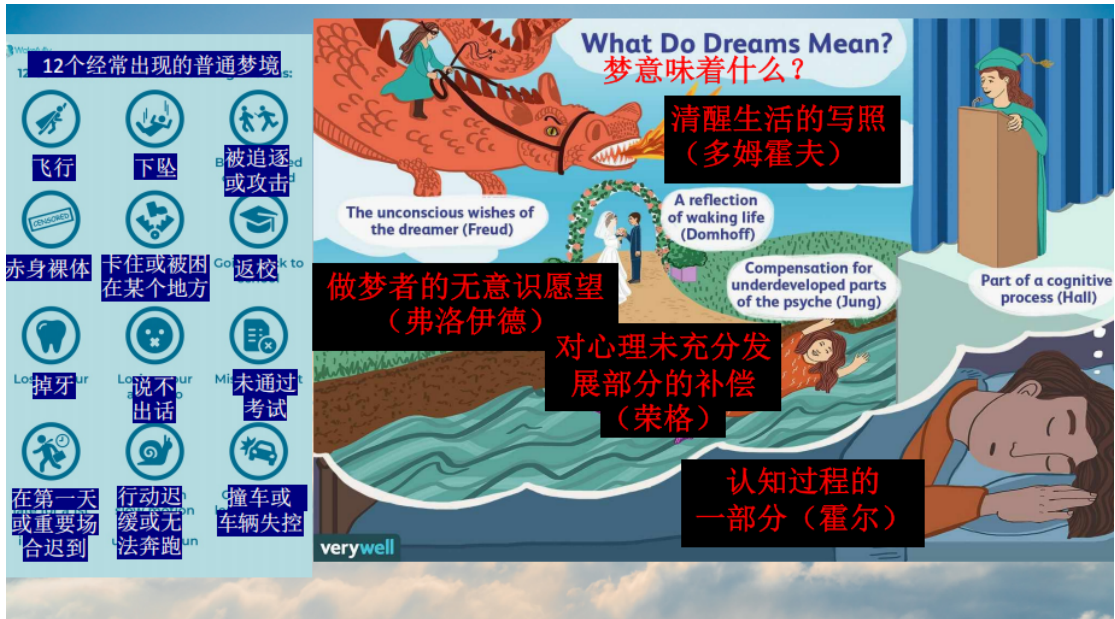 12个经常出现的普通梦境
飞行
下坠
被追逐
或攻击
CENSORED
赤身裸体
卡住或被困
在某个地方
返校
掉牙
说不
出话
未通过
考试
在第一天
或重要场
合迟到
行动迟
缓或无
法奔跑
撞车或
车辆失控
What Do Dreams Mean?
梦意味着什么?
清醒生活的写照
(多姆霍夫)
The unconscious wishes of
the dreamer (Freud)
A reflection
of waking life
(Domhoff)
Compensation for
underdeveloped parts
of the psyche (Jung)
Part of a cognitive
process (Hall)
做梦者的无意识愿望
(弗洛伊德)
对心理未充分发
展部分的补偿
(荣格)
认知过程的
一部分(霍尔)
verywell